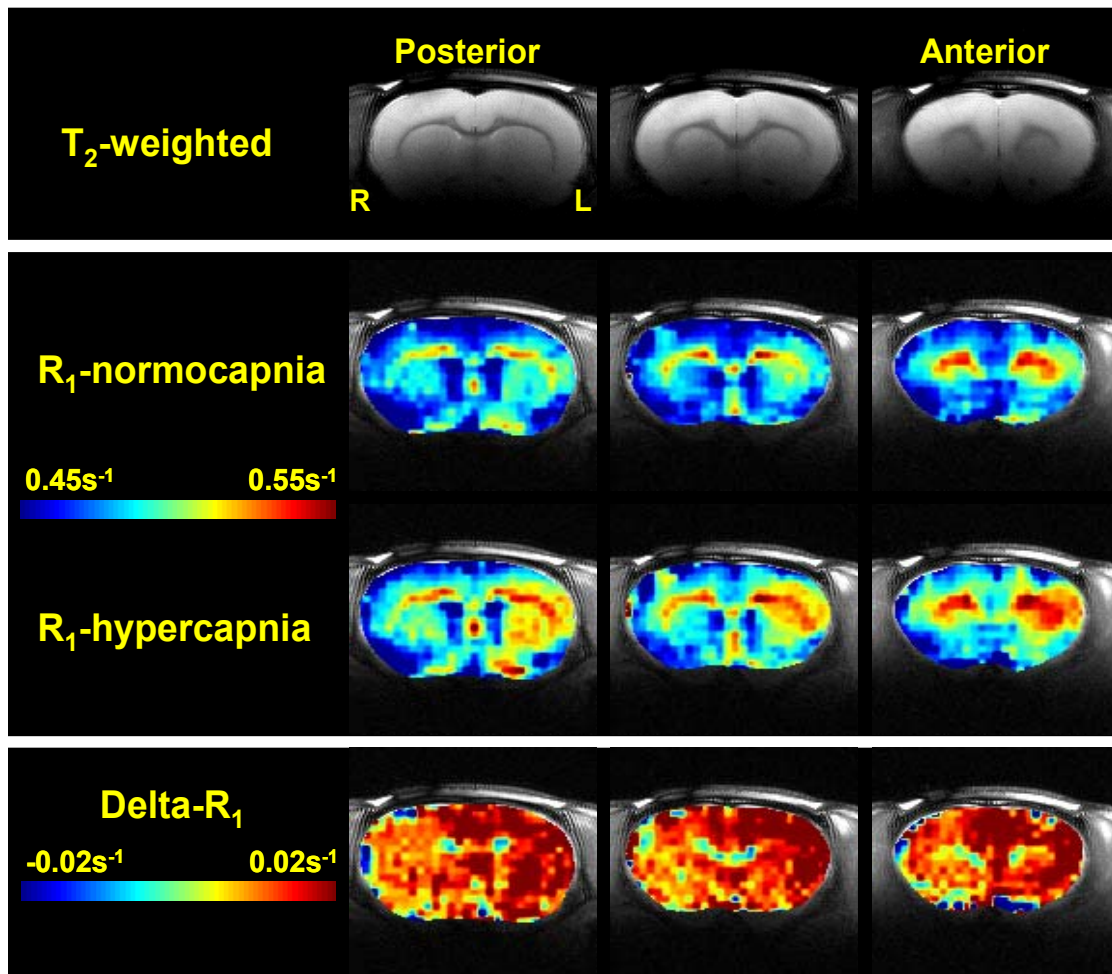 Posterior
Anterior
T₂-weighted
R
L
R₁-normocapnia
0.45s⁻¹
0.55s⁻¹
R₁-hypercapnia
Delta-R₁
-0.02s⁻¹
0.02s⁻¹